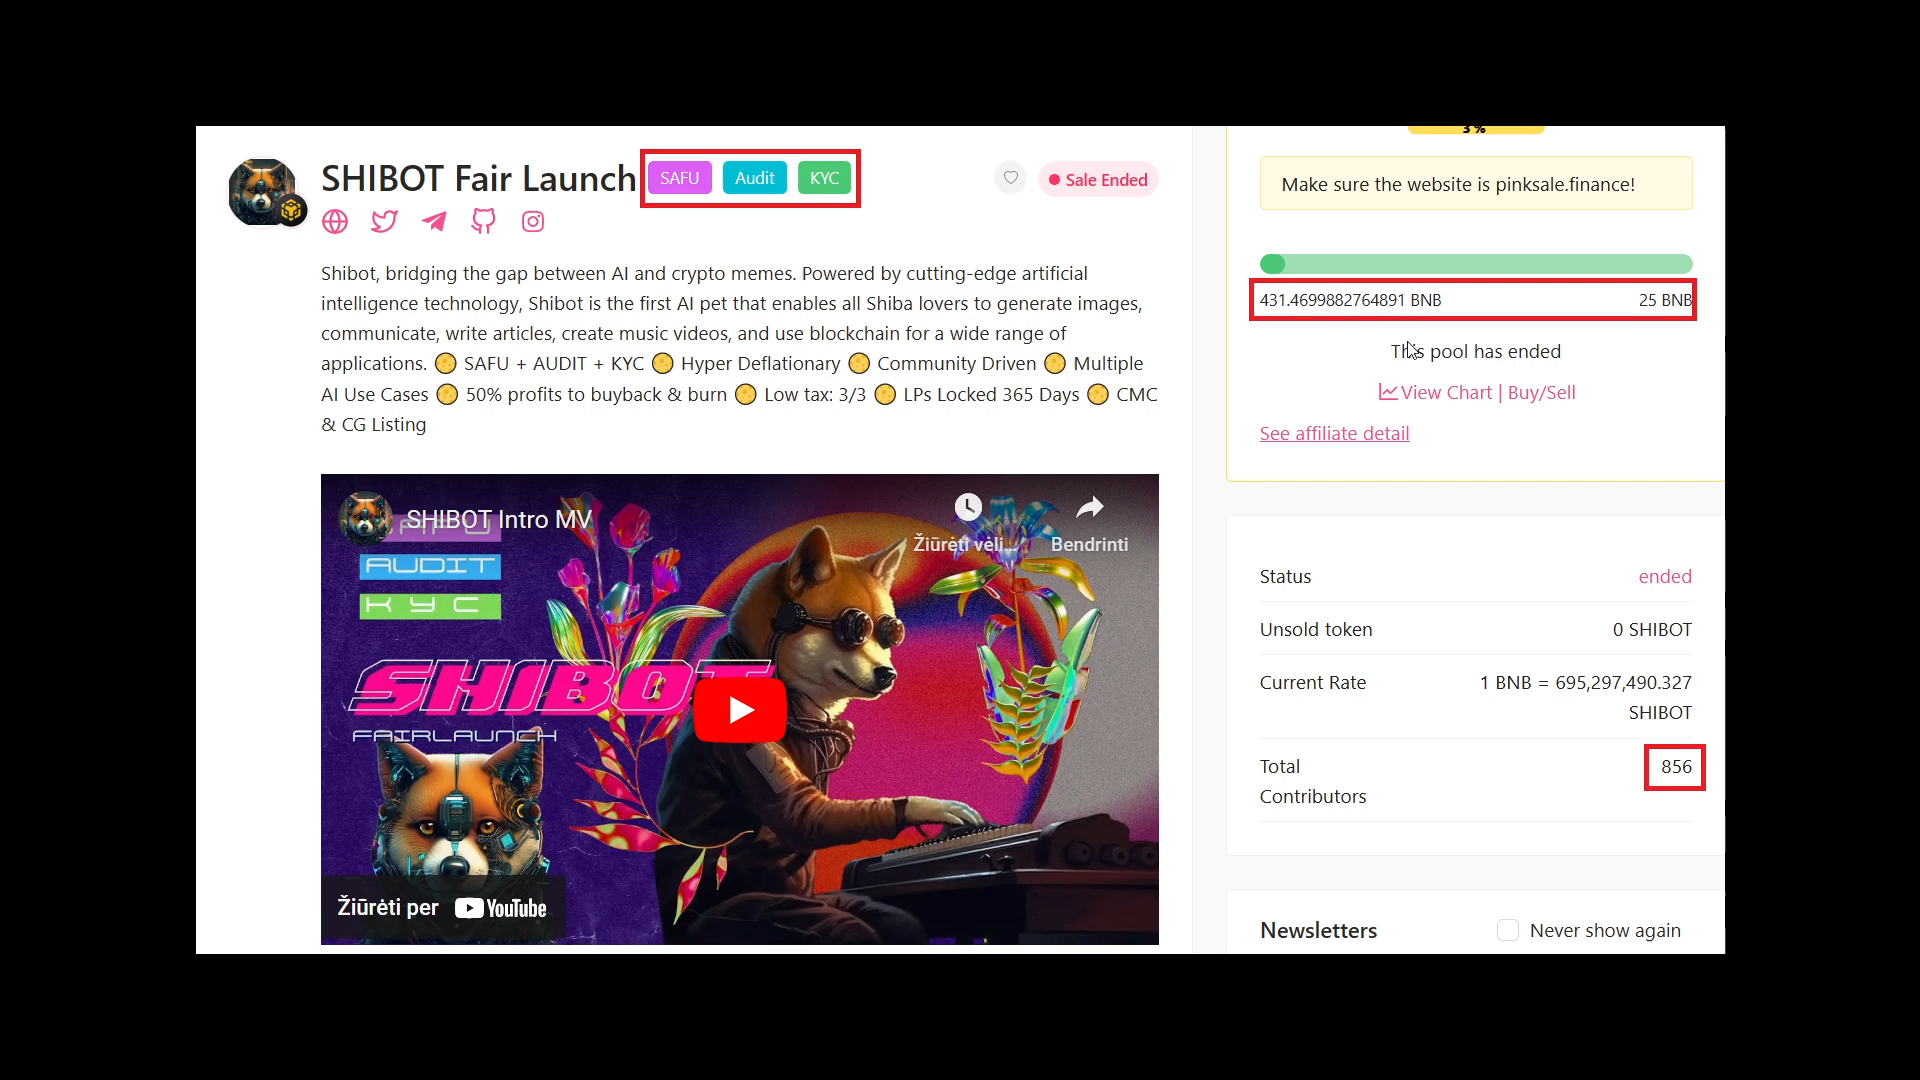 SHIBOT Fair Launch SAFU Audit KYC
Sale Ended
Shibot, bridging the gap between AI and crypto memes. Powered by cutting-edge artificial
intelligence technology, Shibot is the first AI pet that enables all Shiba lovers to generate images,
communicate, write articles, create music videos, and use blockchain for a wide range of
applications. 🟡 SAFU + AUDIT + KYC 🟡 Hyper Deflationary 🟡 Community Driven 🟡 Multiple
AI Use Cases 🟡 50% profits to buyback & burn 🟡 Low tax: 3/3 🟡 LPs Locked 365 Days 🟡 CMC
& CG Listing
SHIBOT Intro MV
Žiūrėti vėli...
Bendrinti
SAFU
AUDIT
KYC
SHIBOT
FAIRLAUNCH
Žiūrėti per YouTube
3%
Make sure the website is pinksale.finance!
431.4699882764891 BNB 25 BNB
This pool has ended
View Chart | Buy/Sell
See affiliate detail
Status ended
Unsold token 0 SHIBOT
Current Rate 1 BNB = 695,297,490.327
SHIBOT
Total 856
Contributors
Newsletters Never show again